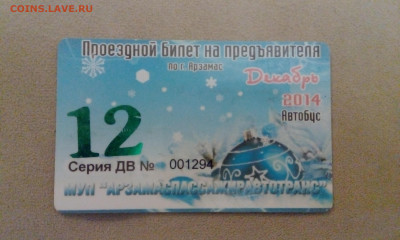 COINS.LAVE.RU
Проездной билет на предъявителя
по г. Арзамас
Декабрь
2014
Автобус
12
Серия ДВ № 001294
МУП "АРЗАМАСПАССАЖИРАВТОТРАНС"